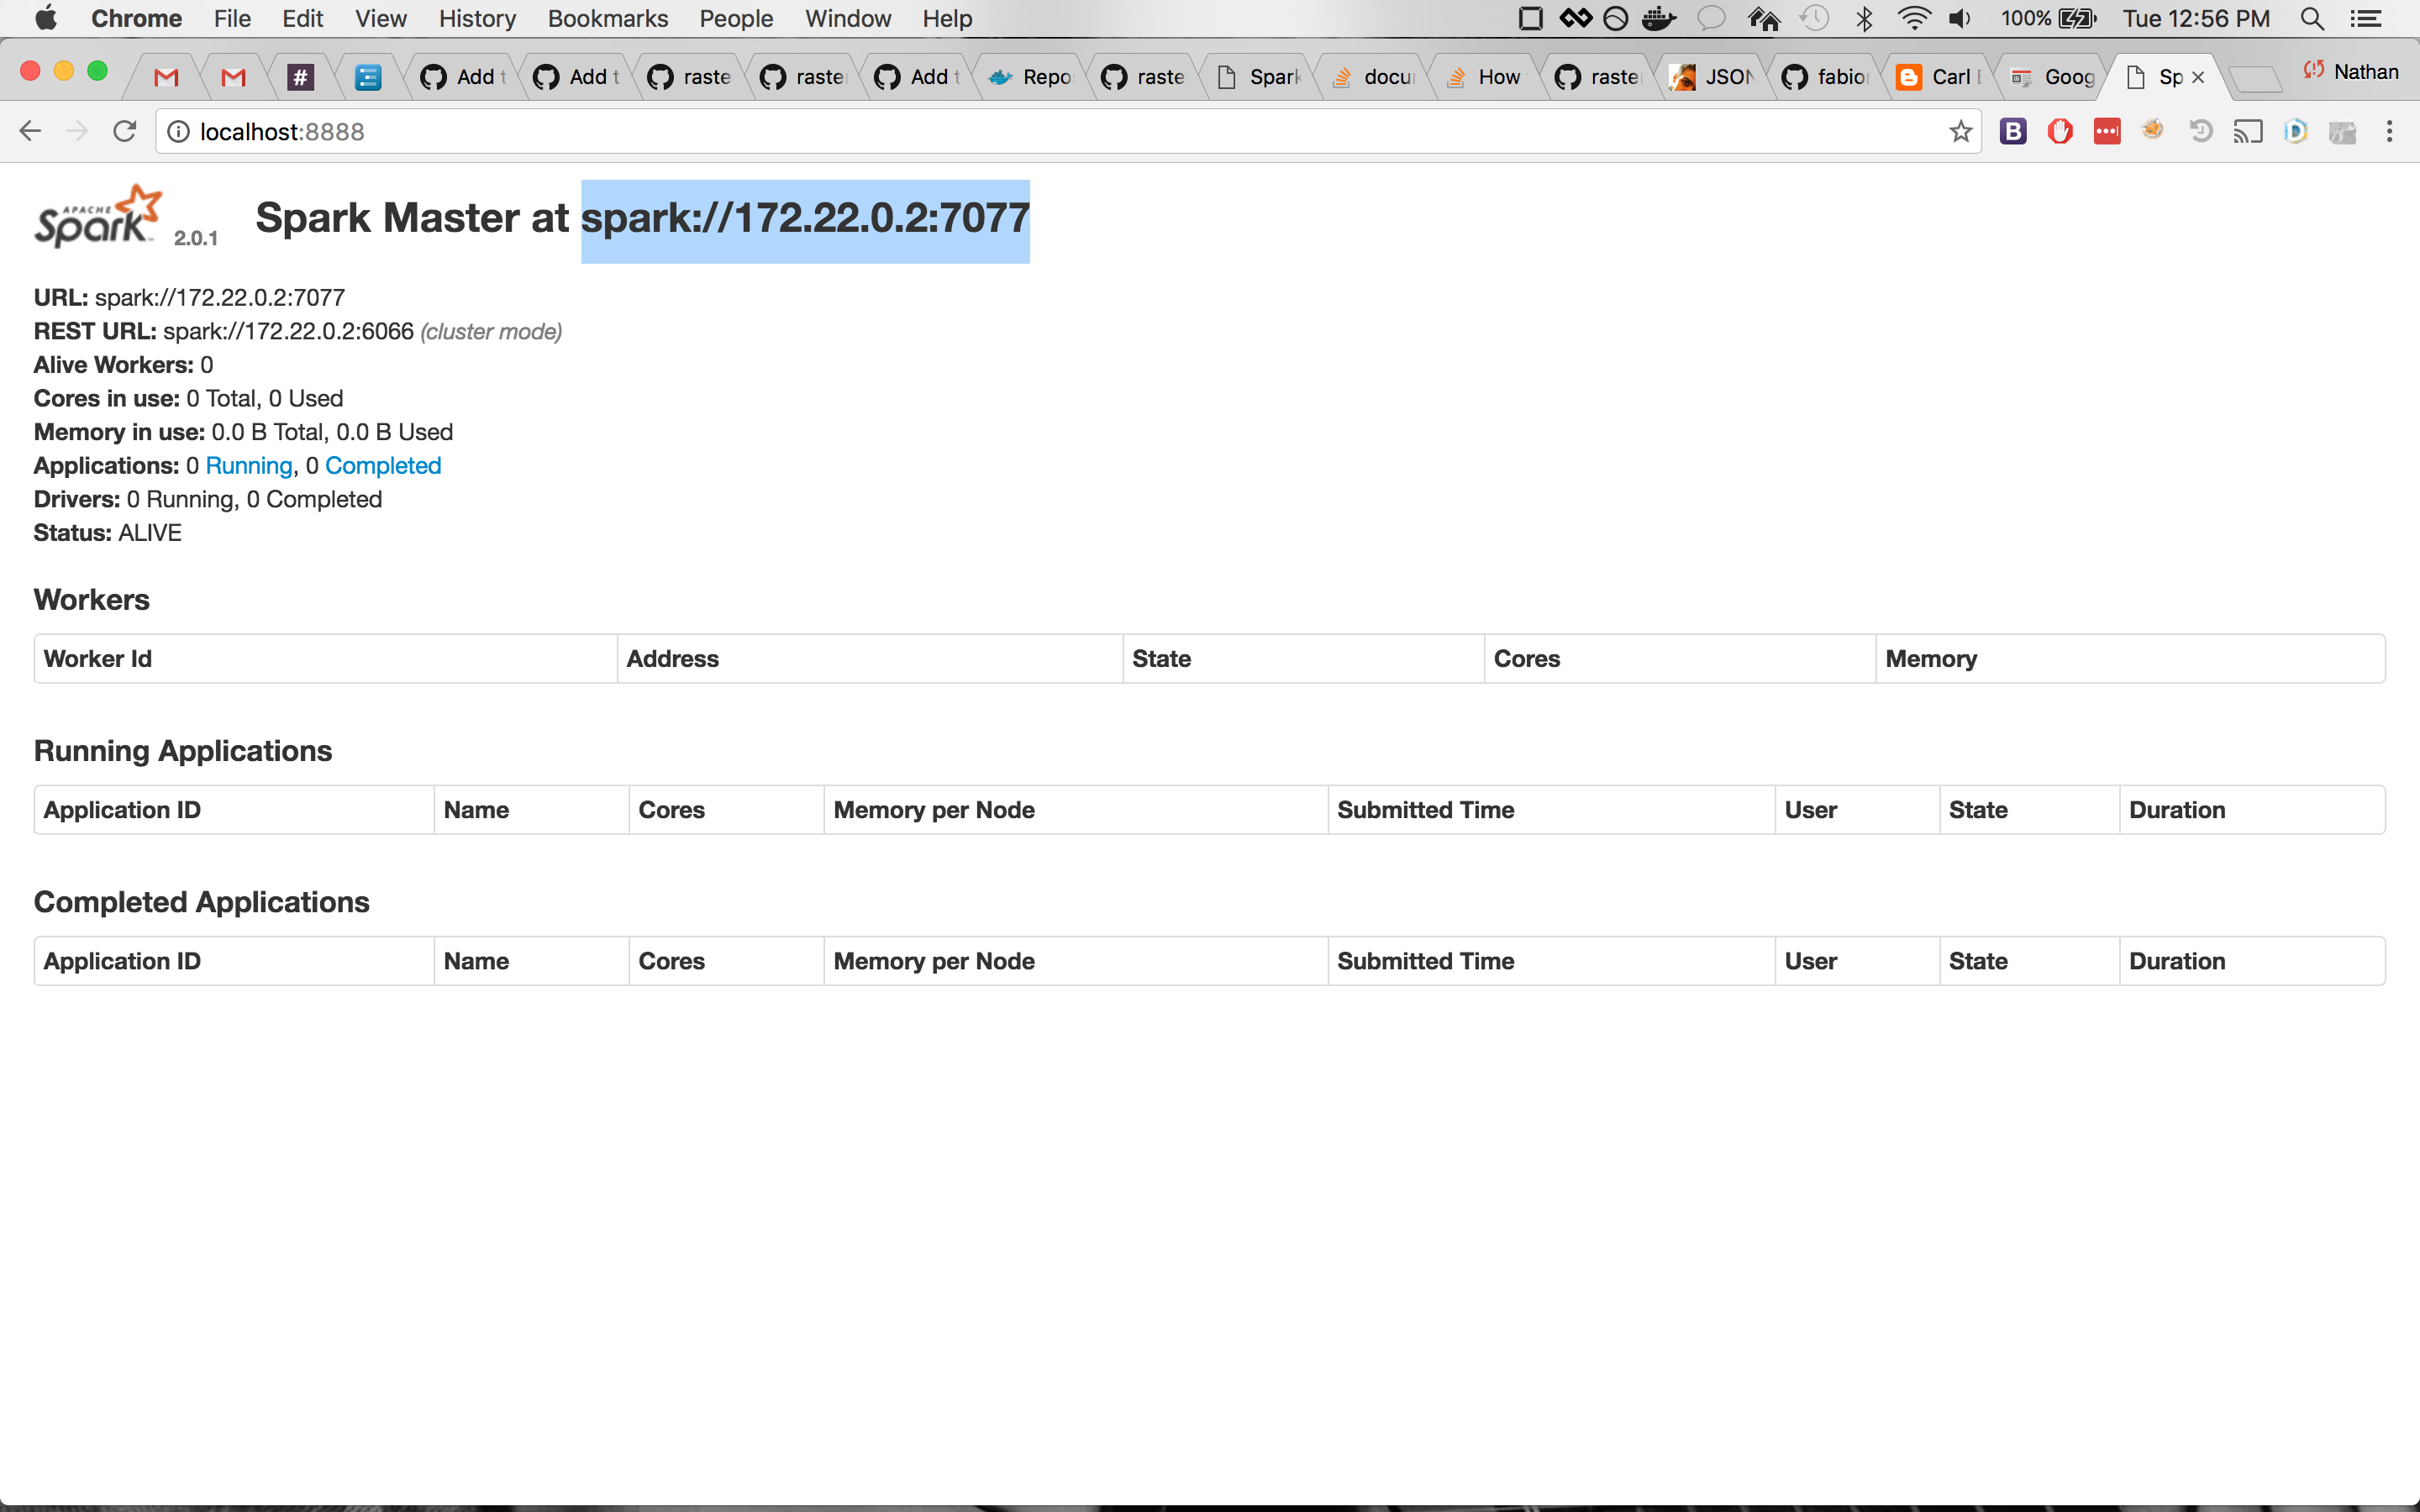 Chrome File Edit View History Bookmarks People Window Help 100% Tue 12:56 PM
# Add t Add t raste raste Add t Repo raste Spark docu How raste JSON fabio Carl Goog Sp Nathan
localhost:8888
APACHE Spark 2.0.1 Spark Master at spark://172.22.0.2:7077
URL: spark://172.22.0.2:7077
REST URL: spark://172.22.0.2:6066 (cluster mode)
Alive Workers: 0
Cores in use: 0 Total, 0 Used
Memory in use: 0.0 B Total, 0.0 B Used
Applications: 0 Running, 0 Completed
Drivers: 0 Running, 0 Completed
Status: ALIVE
Workers
Worker Id Address State Cores Memory
Running Applications
Application ID Name Cores Memory per Node Submitted Time User State Duration
Completed Applications
Application ID Name Cores Memory per Node Submitted Time User State Duration